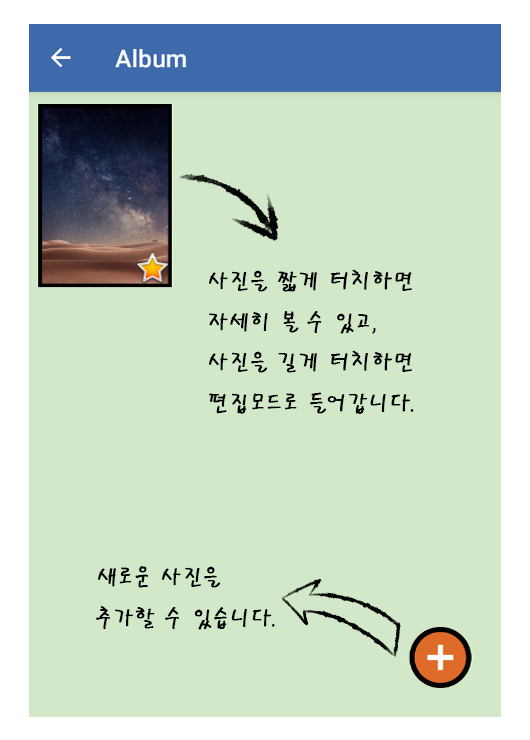 Album
사진을 짧게 터치하면
자세히 볼 수 있고,
사진을 길게 터치하면
편집모드로 들어갑니다.
새로운 사진을
추가할 수 있습니다.